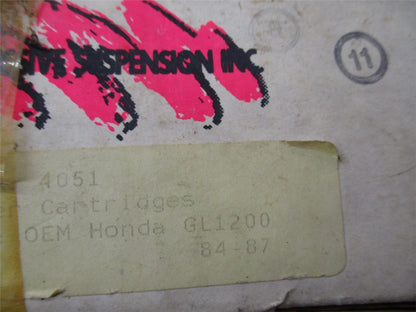 SUSPENSION INC
11
4051
Cartridges
OEM Honda GL1200
84-87